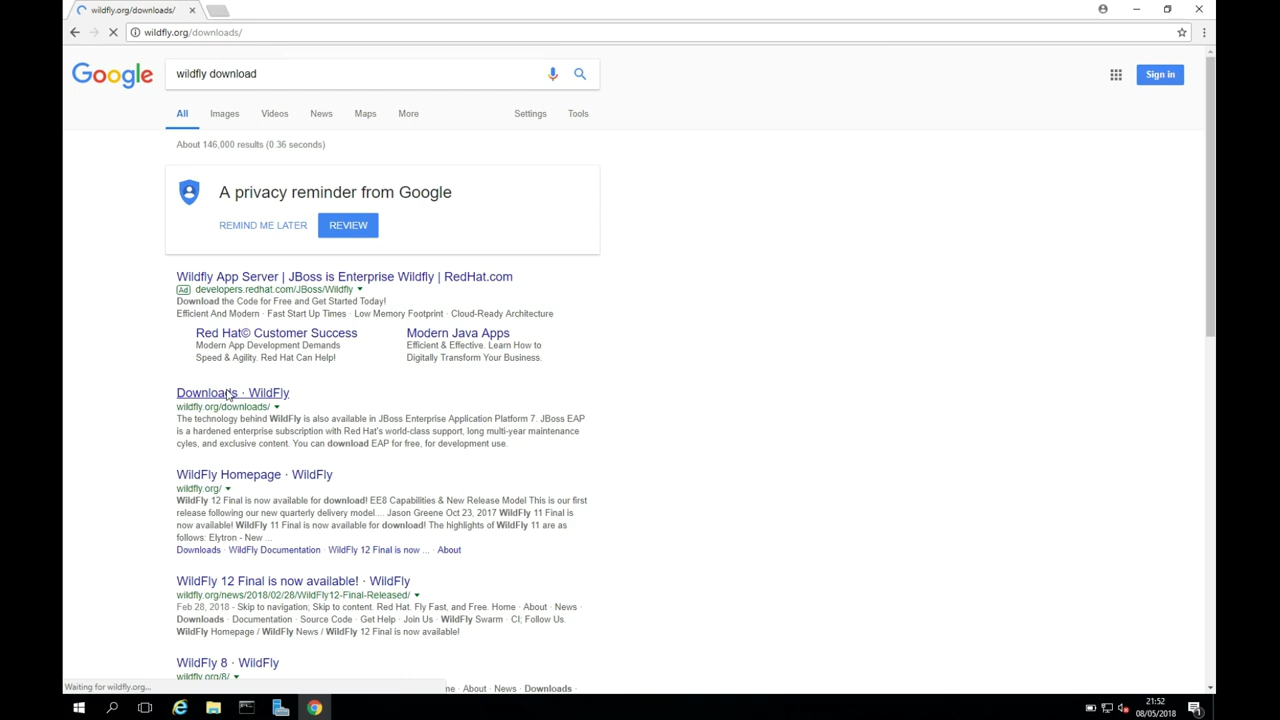 wildfly.org/downloads/
wildfly.org/downloads/
Google
wildfly download
Sign in
All Images Videos News Maps More Settings Tools
About 146,000 results (0.36 seconds)
A privacy reminder from Google
REMIND ME LATER REVIEW
Wildfly App Server | JBoss is Enterprise Wildfly | RedHat.com
Ad developers.redhat.com/JBoss/Wildfly
Download the Code for Free and Get Started Today!
Efficient And Modern · Fast Start Up Times · Low Memory Footprint · Cloud-Ready Architecture
Red Hat© Customer Success
Modern App Development Demands
Speed & Agility. Red Hat Can Help!
Modern Java Apps
Efficient & Effective. Learn How to
Digitally Transform Your Business.
Downloads · WildFly
wildfly.org/downloads/
The technology behind WildFly is also available in JBoss Enterprise Application Platform 7. JBoss EAP
is a hardened enterprise subscription with Red Hat's world-class support, long multi-year maintenance
cyles, and exclusive content. You can download EAP for free, for development use.
WildFly Homepage · WildFly
wildfly.org/
WildFly 12 Final is now available for download! EE8 Capabilities & New Release Model This is our first
release following our new quarterly delivery model.... Jason Greene Oct 23, 2017 WildFly 11 Final is
now available! WildFly 11 Final is now available for download! The highlights of WildFly 11 are as
follows: Elytron - New ...
Downloads · WildFly Documentation · WildFly 12 Final is now ... · About
WildFly 12 Final is now available! · WildFly
wildfly.org/news/2018/02/28/WildFly12-Final-Released/
Feb 28, 2018 - Skip to navigation; Skip to content. Red Hat. Fly Fast, and Free. Home · About · News ·
Downloads · Documentation · Source Code · Get Help · Join Us · WildFly Swarm · CI; Follow Us.
WildFly Homepage / WildFly News / WildFly 12 Final is now available!
WildFly 8 · WildFly
wildfly.org/8/
Waiting for wildfly.org...
me · About · News · Downloads ·
21:52
08/05/2018